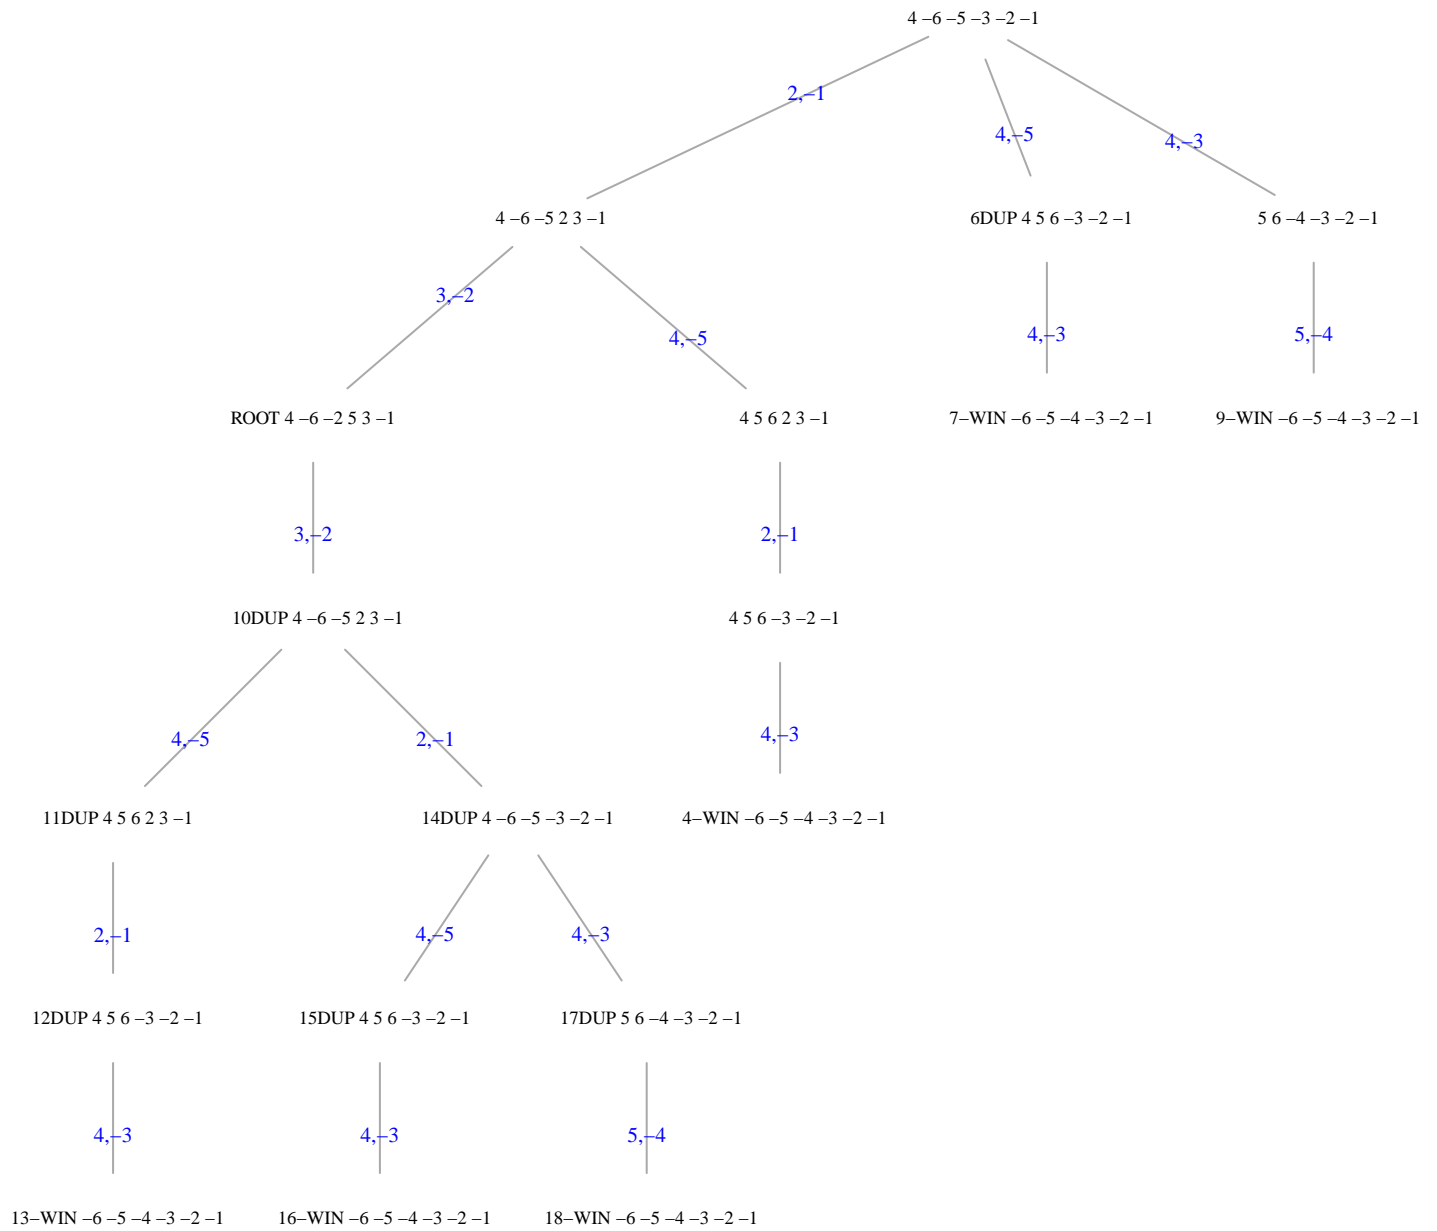 4 –6 –5 –3 –2 –1
2,–1
4,–5
4,–3
4 –6 –5 2 3 –1
6DUP 4 5 6 –3 –2 –1
5 6 –4 –3 –2 –1
3,–2
4,–5
4,–3
5,–4
ROOT 4 –6 –2 5 3 –1
4 5 6 2 3 –1
7–WIN –6 –5 –4 –3 –2 –1
9–WIN –6 –5 –4 –3 –2 –1
3,–2
2,–1
10DUP 4 –6 –5 2 3 –1
4 5 6 –3 –2 –1
4,–5
2,–1
4,–3
11DUP 4 5 6 2 3 –1
14DUP 4 –6 –5 –3 –2 –1
4–WIN –6 –5 –4 –3 –2 –1
2,–1
4,–5
4,–3
12DUP 4 5 6 –3 –2 –1
15DUP 4 5 6 –3 –2 –1
17DUP 5 6 –4 –3 –2 –1
4,–3
4,–3
5,–4
13–WIN –6 –5 –4 –3 –2 –1
16–WIN –6 –5 –4 –3 –2 –1
18–WIN –6 –5 –4 –3 –2 –1